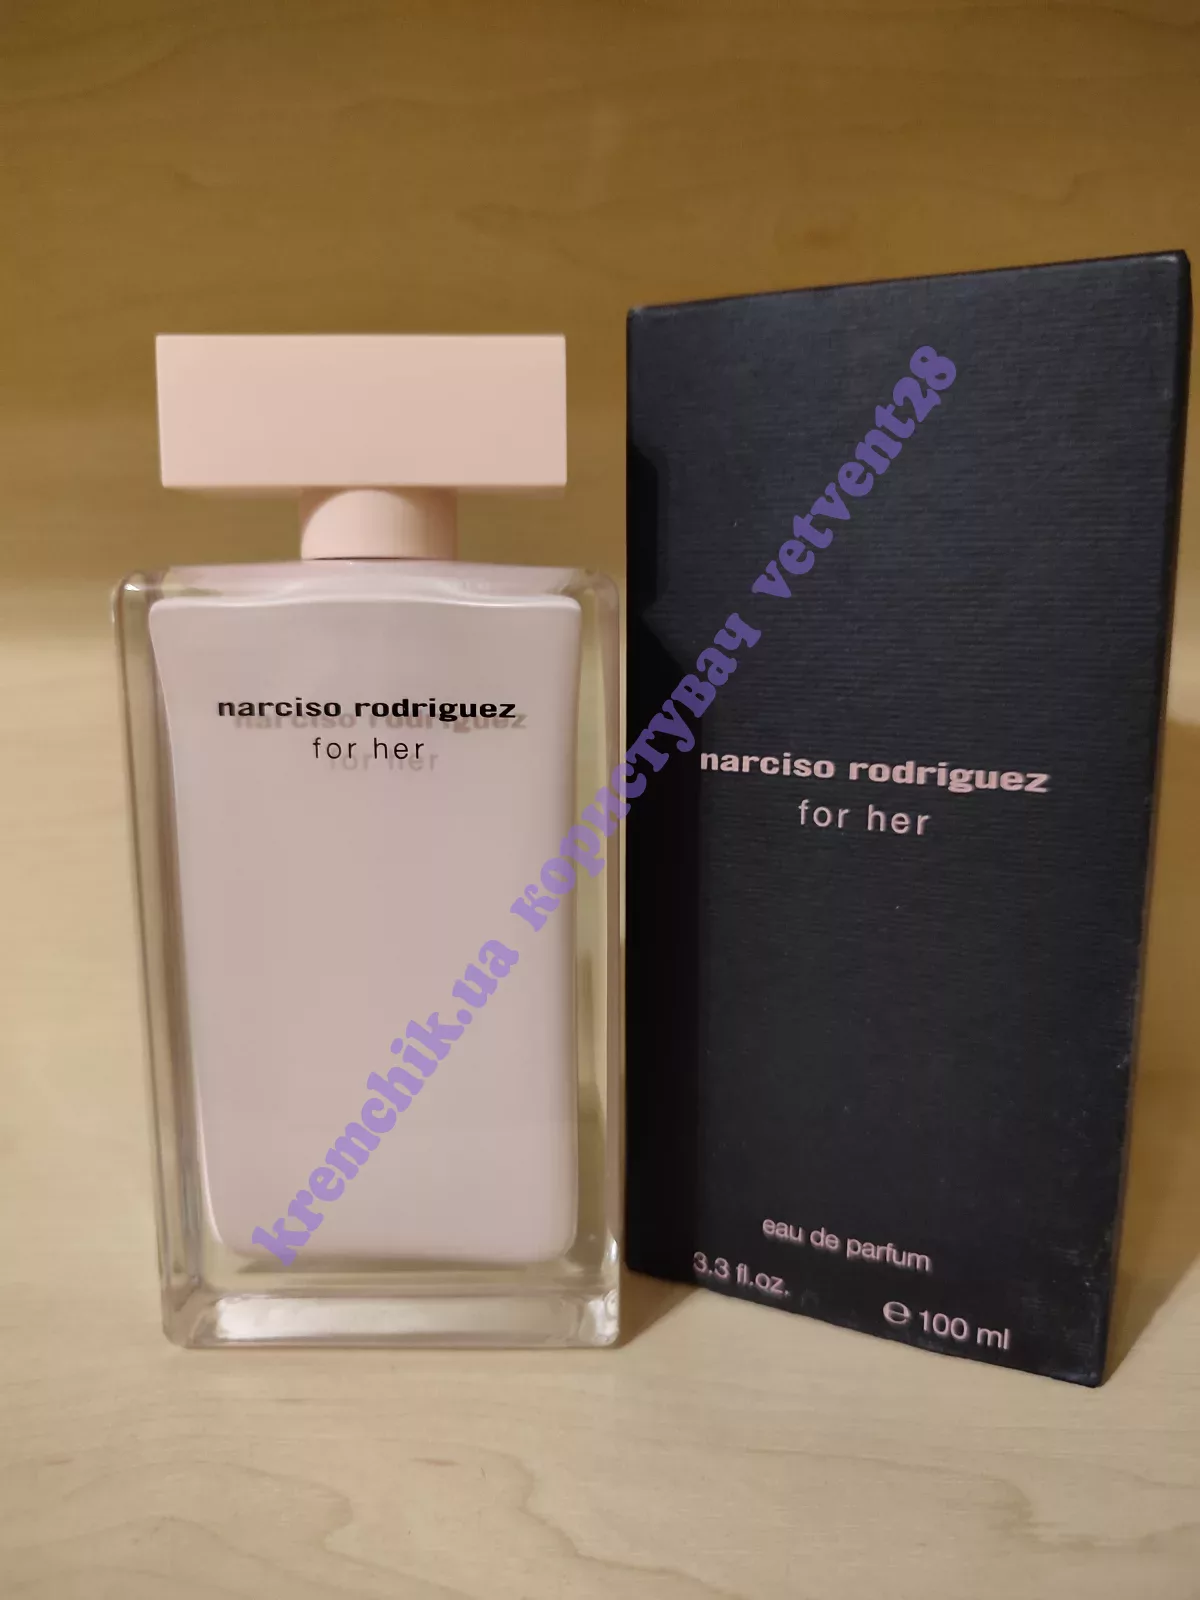 narciso rodriguez
for her
narciso rodriguez
for her
eau de parfum
3.3 fl.oz.
℮ 100 ml
kremchik.ua користувач vetvent28